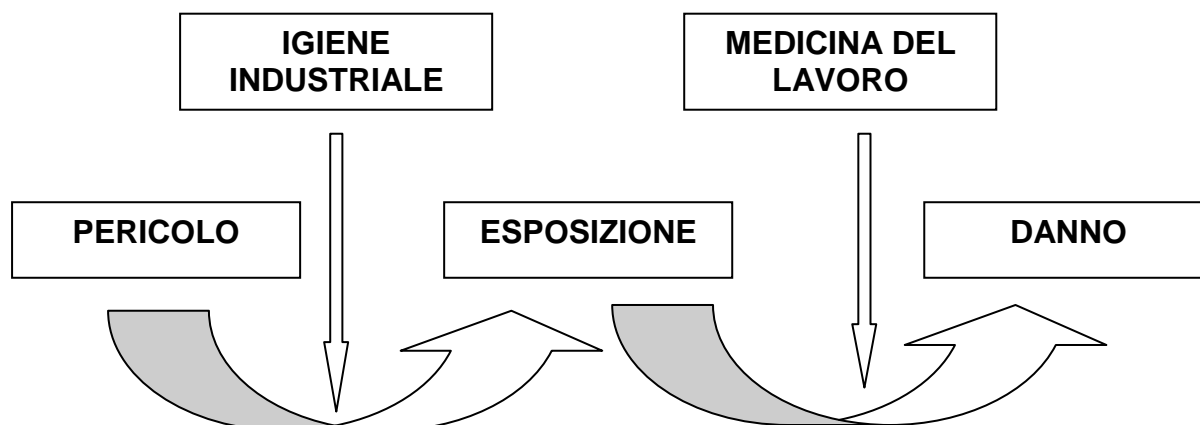 IGIENE
INDUSTRIALE
MEDICINA DEL
LAVORO
PERICOLO
ESPOSIZIONE
DANNO